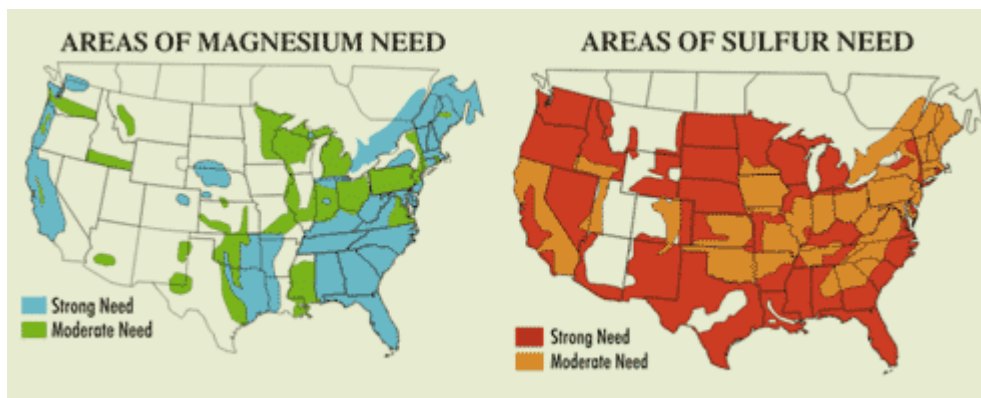 AREAS OF MAGNESIUM NEED
Strong Need
Moderate Need
AREAS OF SULFUR NEED
Strong Need
Moderate Need